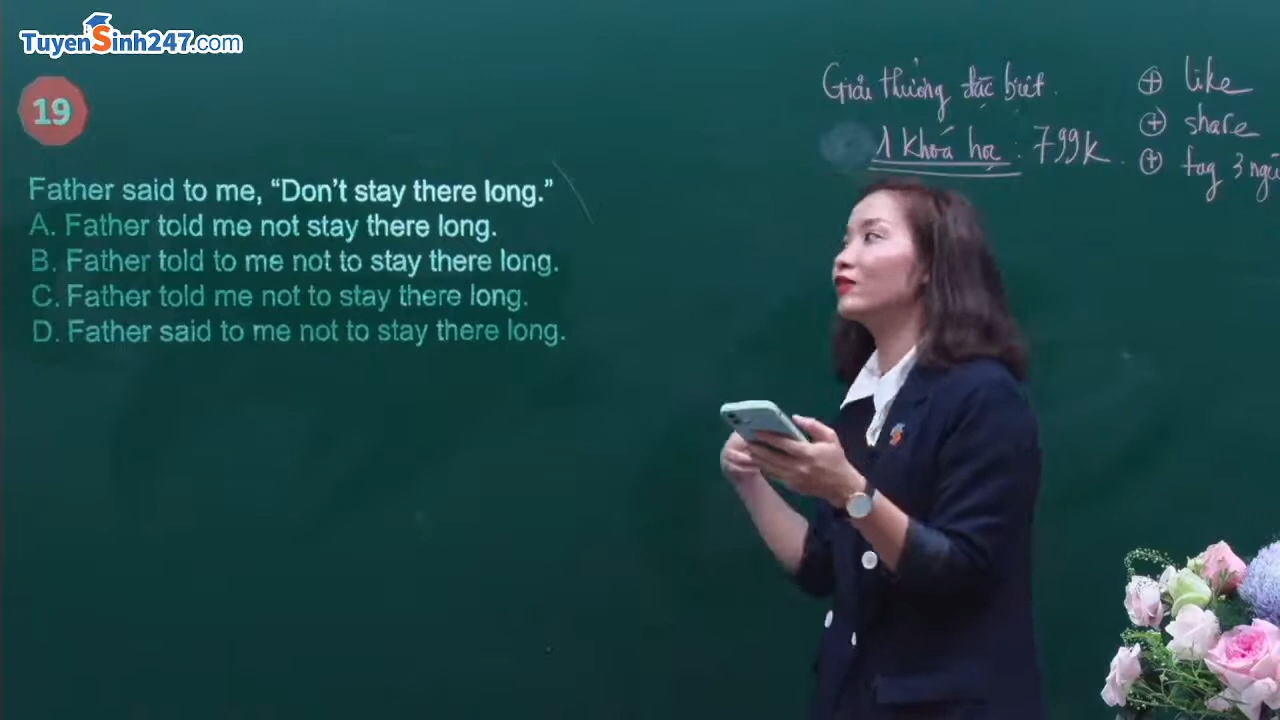 TuyenSinh247.com
19
Father said to me, “Don’t stay there long.”
A. Father told me not stay there long.
B. Father told to me not to stay there long.
C. Father told me not to stay there long.
D. Father said to me not to stay there long.
Giải thưởng đặc biệt.
1 khoá học : 799k.
+ like
+ share
+ tag 3